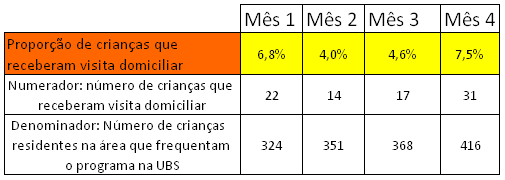 Mês 1 Mês 2 Mês 3 Mês 4
Proporção de crianças que
receberam visita domiciliar
6,8% 4,0% 4,6% 7,5%
Numerador: número de crianças que
receberam visita domiciliar
22 14 17 31
Denominador: Número de crianças
residentes na área que frequentam
o programa na UBS
324 351 368 416